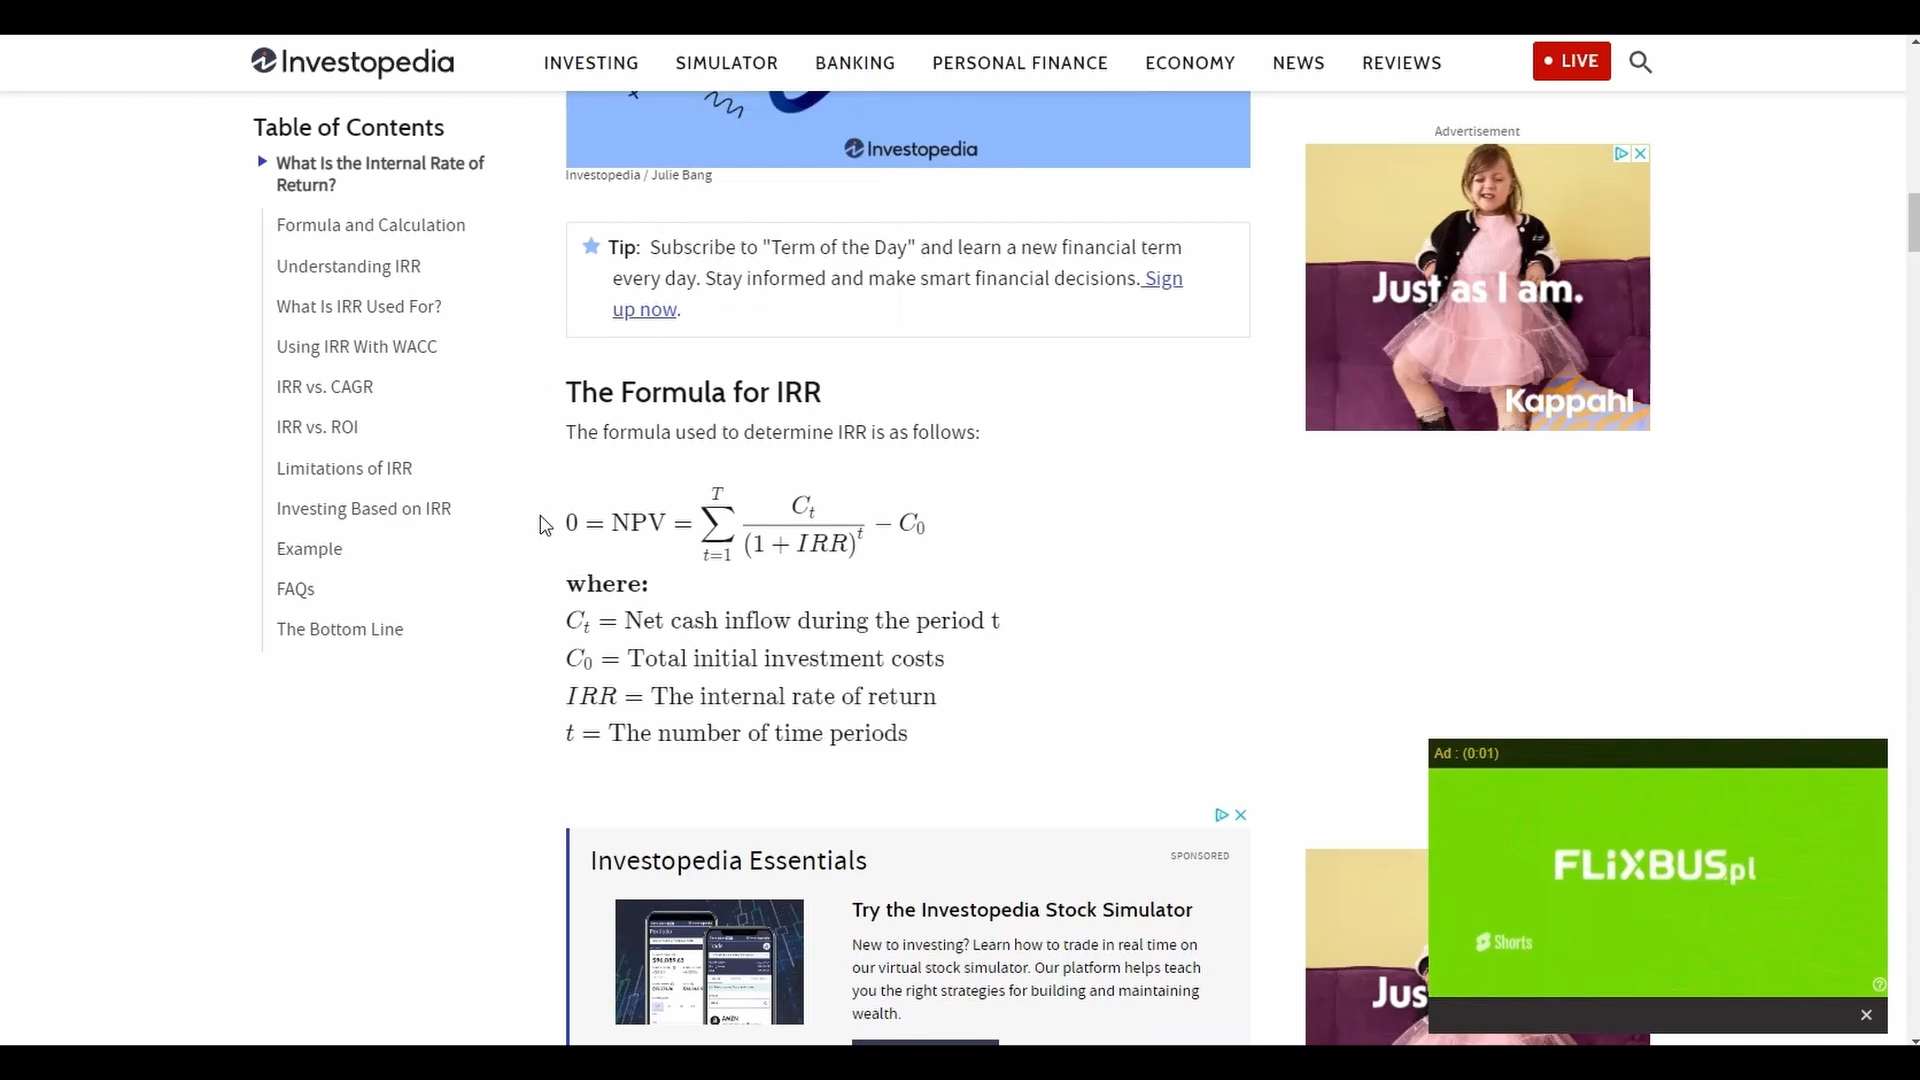 Investopedia
INVESTING SIMULATOR BANKING PERSONAL FINANCE ECONOMY NEWS REVIEWS
LIVE
Table of Contents
What Is the Internal Rate of
Return?
Formula and Calculation
Understanding IRR
What Is IRR Used For?
Using IRR With WACC
IRR vs. CAGR
IRR vs. ROI
Limitations of IRR
Investing Based on IRR
Example
FAQs
The Bottom Line
Investopedia
Investopedia / Julie Bang
Tip: Subscribe to "Term of the Day" and learn a new financial term
every day. Stay informed and make smart financial decisions. Sign
up now.
The Formula for IRR
The formula used to determine IRR is as follows:
0 = NPV = ∑_{t=1}^{T} C_t / (1 + IRR)^t − C_0
where:
C_t = Net cash inflow during the period t
C_0 = Total initial investment costs
IRR = The internal rate of return
t = The number of time periods
Investopedia Essentials
SPONSORED
Try the Investopedia Stock Simulator
New to investing? Learn how to trade in real time on
our virtual stock simulator. Our platform helps teach
you the right strategies for building and maintaining
wealth.
Advertisement
Just as I am.
Kappahl
Jus
Ad : (0:01)
FLiXBUS.pl
Shorts